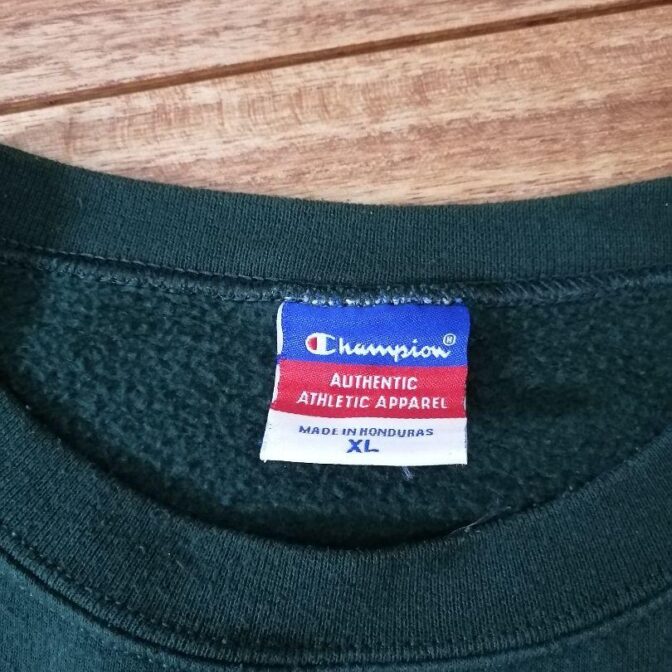 Champion®
AUTHENTIC
ATHLETIC APPAREL
MADE IN HONDURAS
XL